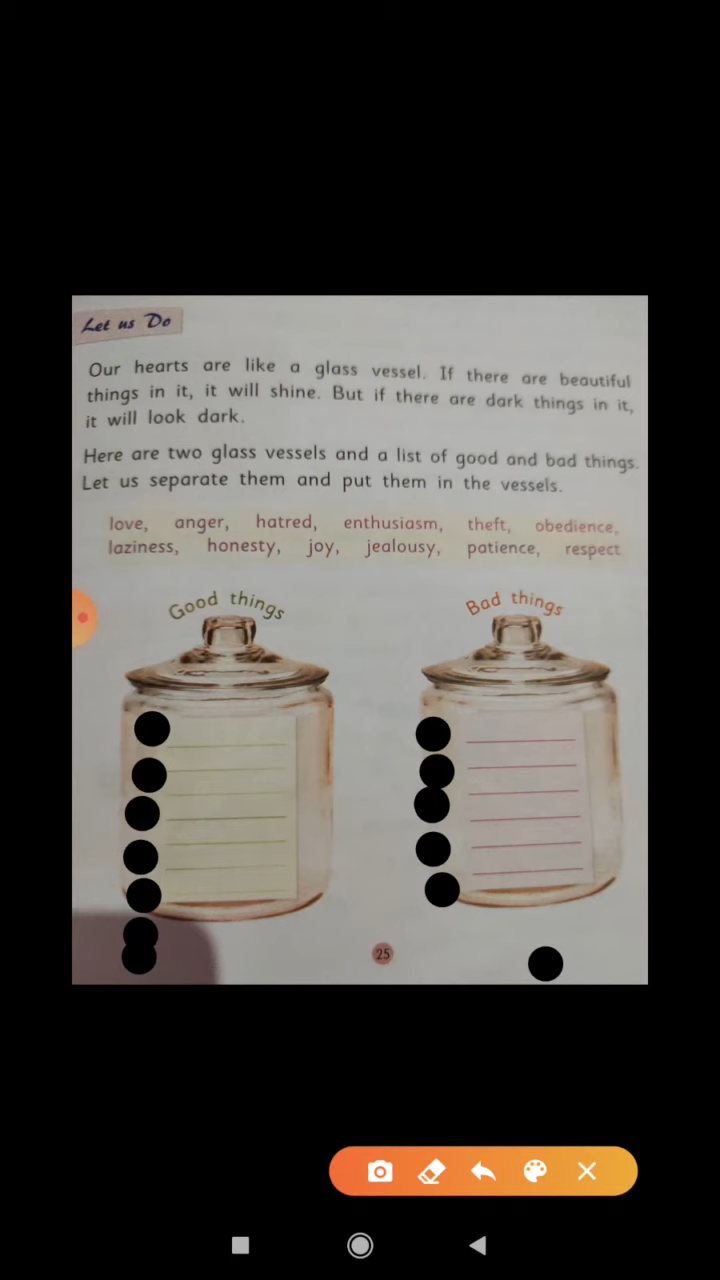 Let us Do
Our hearts are like a glass vessel. If there are beautiful
things in it, it will shine. But if there are dark things in it,
it will look dark.
Here are two glass vessels and a list of good and bad things.
Let us separate them and put them in the vessels.
love, anger, hatred, enthusiasm, theft, obedience,
laziness, honesty, joy, jealousy, patience, respect
Good things
Bad things
25